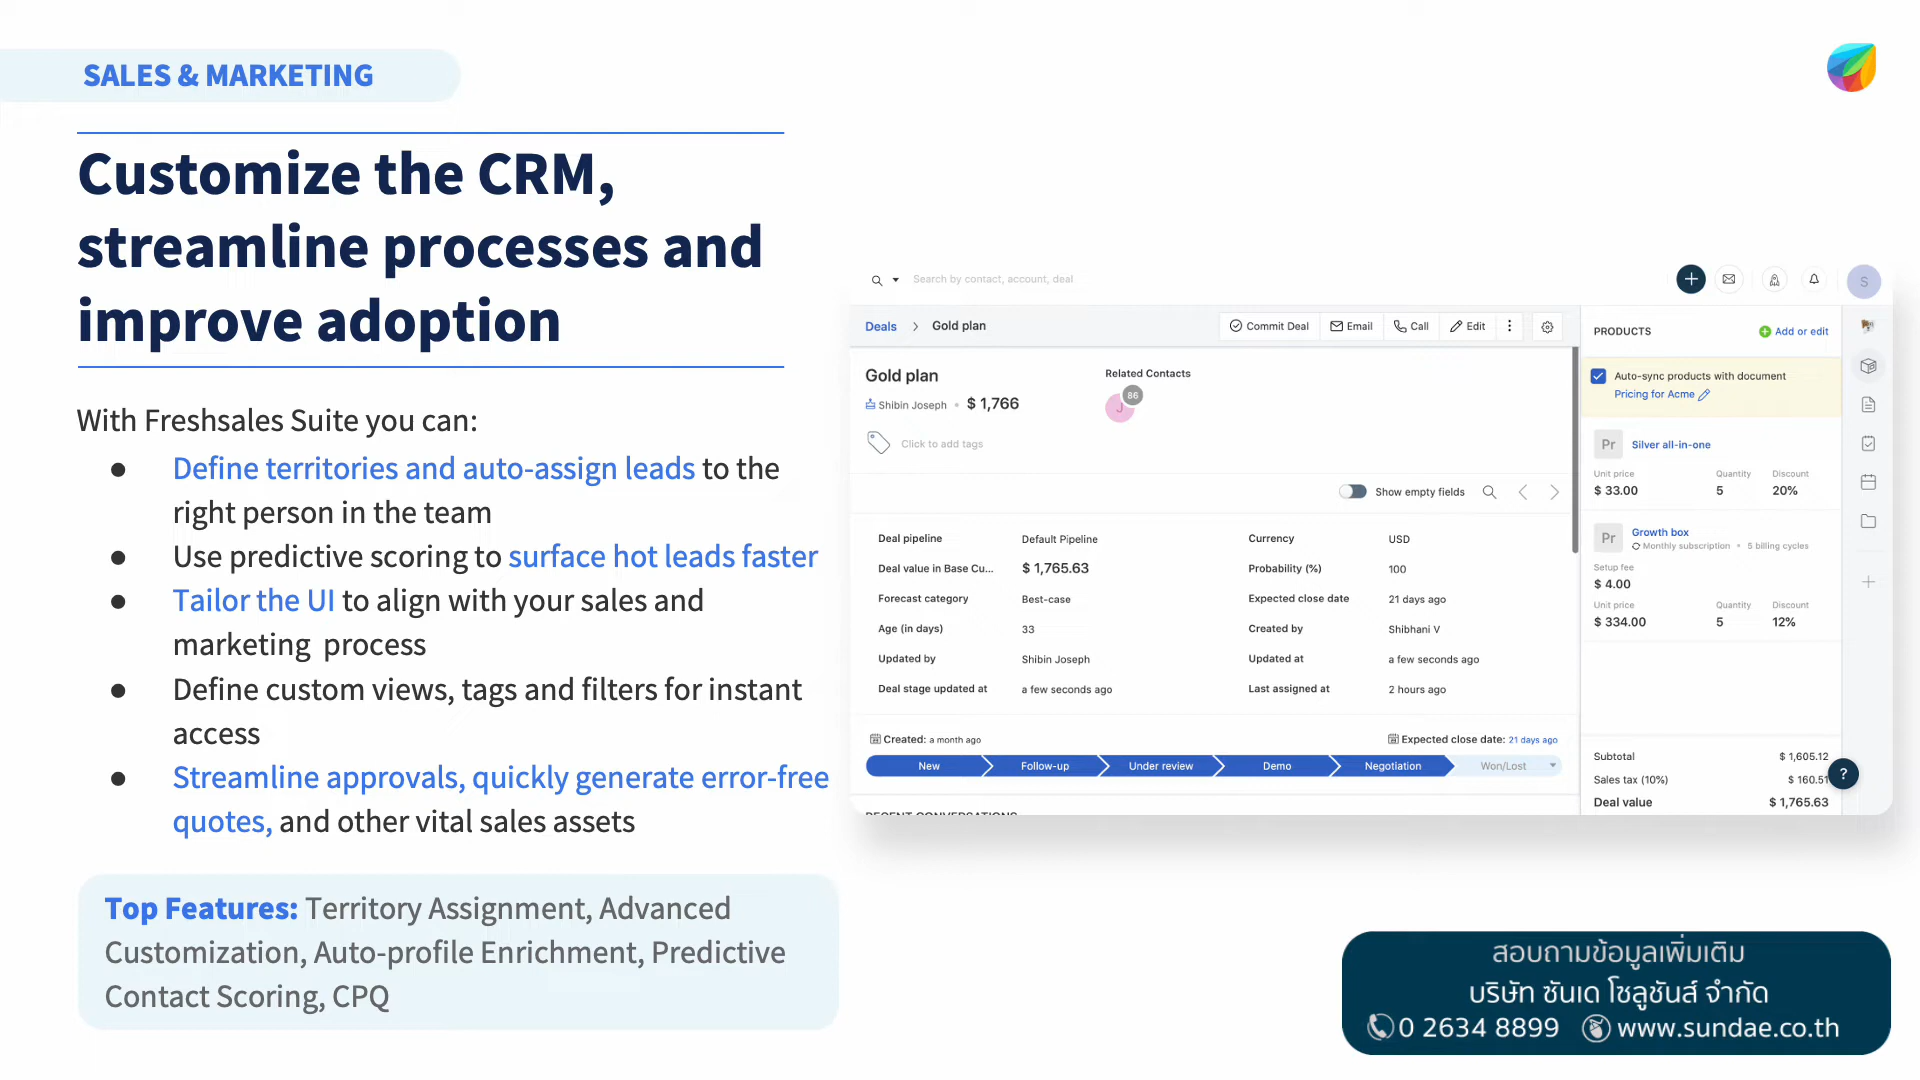 SALES & MARKETING
Customize the CRM,
streamline processes and
improve adoption
With Freshsales Suite you can:
● Define territories and auto-assign leads to the
right person in the team
● Use predictive scoring to surface hot leads faster
● Tailor the UI to align with your sales and
marketing process
● Define custom views, tags and filters for instant
access
● Streamline approvals, quickly generate error-free
quotes, and other vital sales assets
Top Features: Territory Assignment, Advanced
Customization, Auto-profile Enrichment, Predictive
Contact Scoring, CPQ
Search by contact, account, deal
S
Deals > Gold plan
Commit Deal Email Call Edit
Gold plan
Shibin Joseph • $ 1,766
Click to add tags
Related Contacts
J 86
Show empty fields
Deal pipeline Default Pipeline Currency USD
Deal value in Base Cu... $ 1,765.63 Probability (%) 100
Forecast category Best-case Expected close date 21 days ago
Age (in days) 33 Created by Shibhani V
Updated by Shibin Joseph Updated at a few seconds ago
Deal stage updated at a few seconds ago Last assigned at 2 hours ago
Created: a month ago Expected close date: 21 days ago
New Follow-up Under review Demo Negotiation Won/Lost
RECENT CONVERSATIONS
PRODUCTS Add or edit
Auto-sync products with document
Pricing for Acme
Pr Silver all-in-one
Unit price Quantity Discount
$ 33.00 5 20%
Pr Growth box
Monthly subscription • 5 billing cycles
Setup fee
$ 4.00
Unit price Quantity Discount
$ 334.00 5 12%
Subtotal $ 1,605.12
Sales tax (10%) $ 160.51
Deal value $ 1,765.63
?
สอบถามข้อมูลเพิ่มเติม
บริษัท ซันเด โซลูชันส์ จำกัด
0 2634 8899 www.sundae.co.th